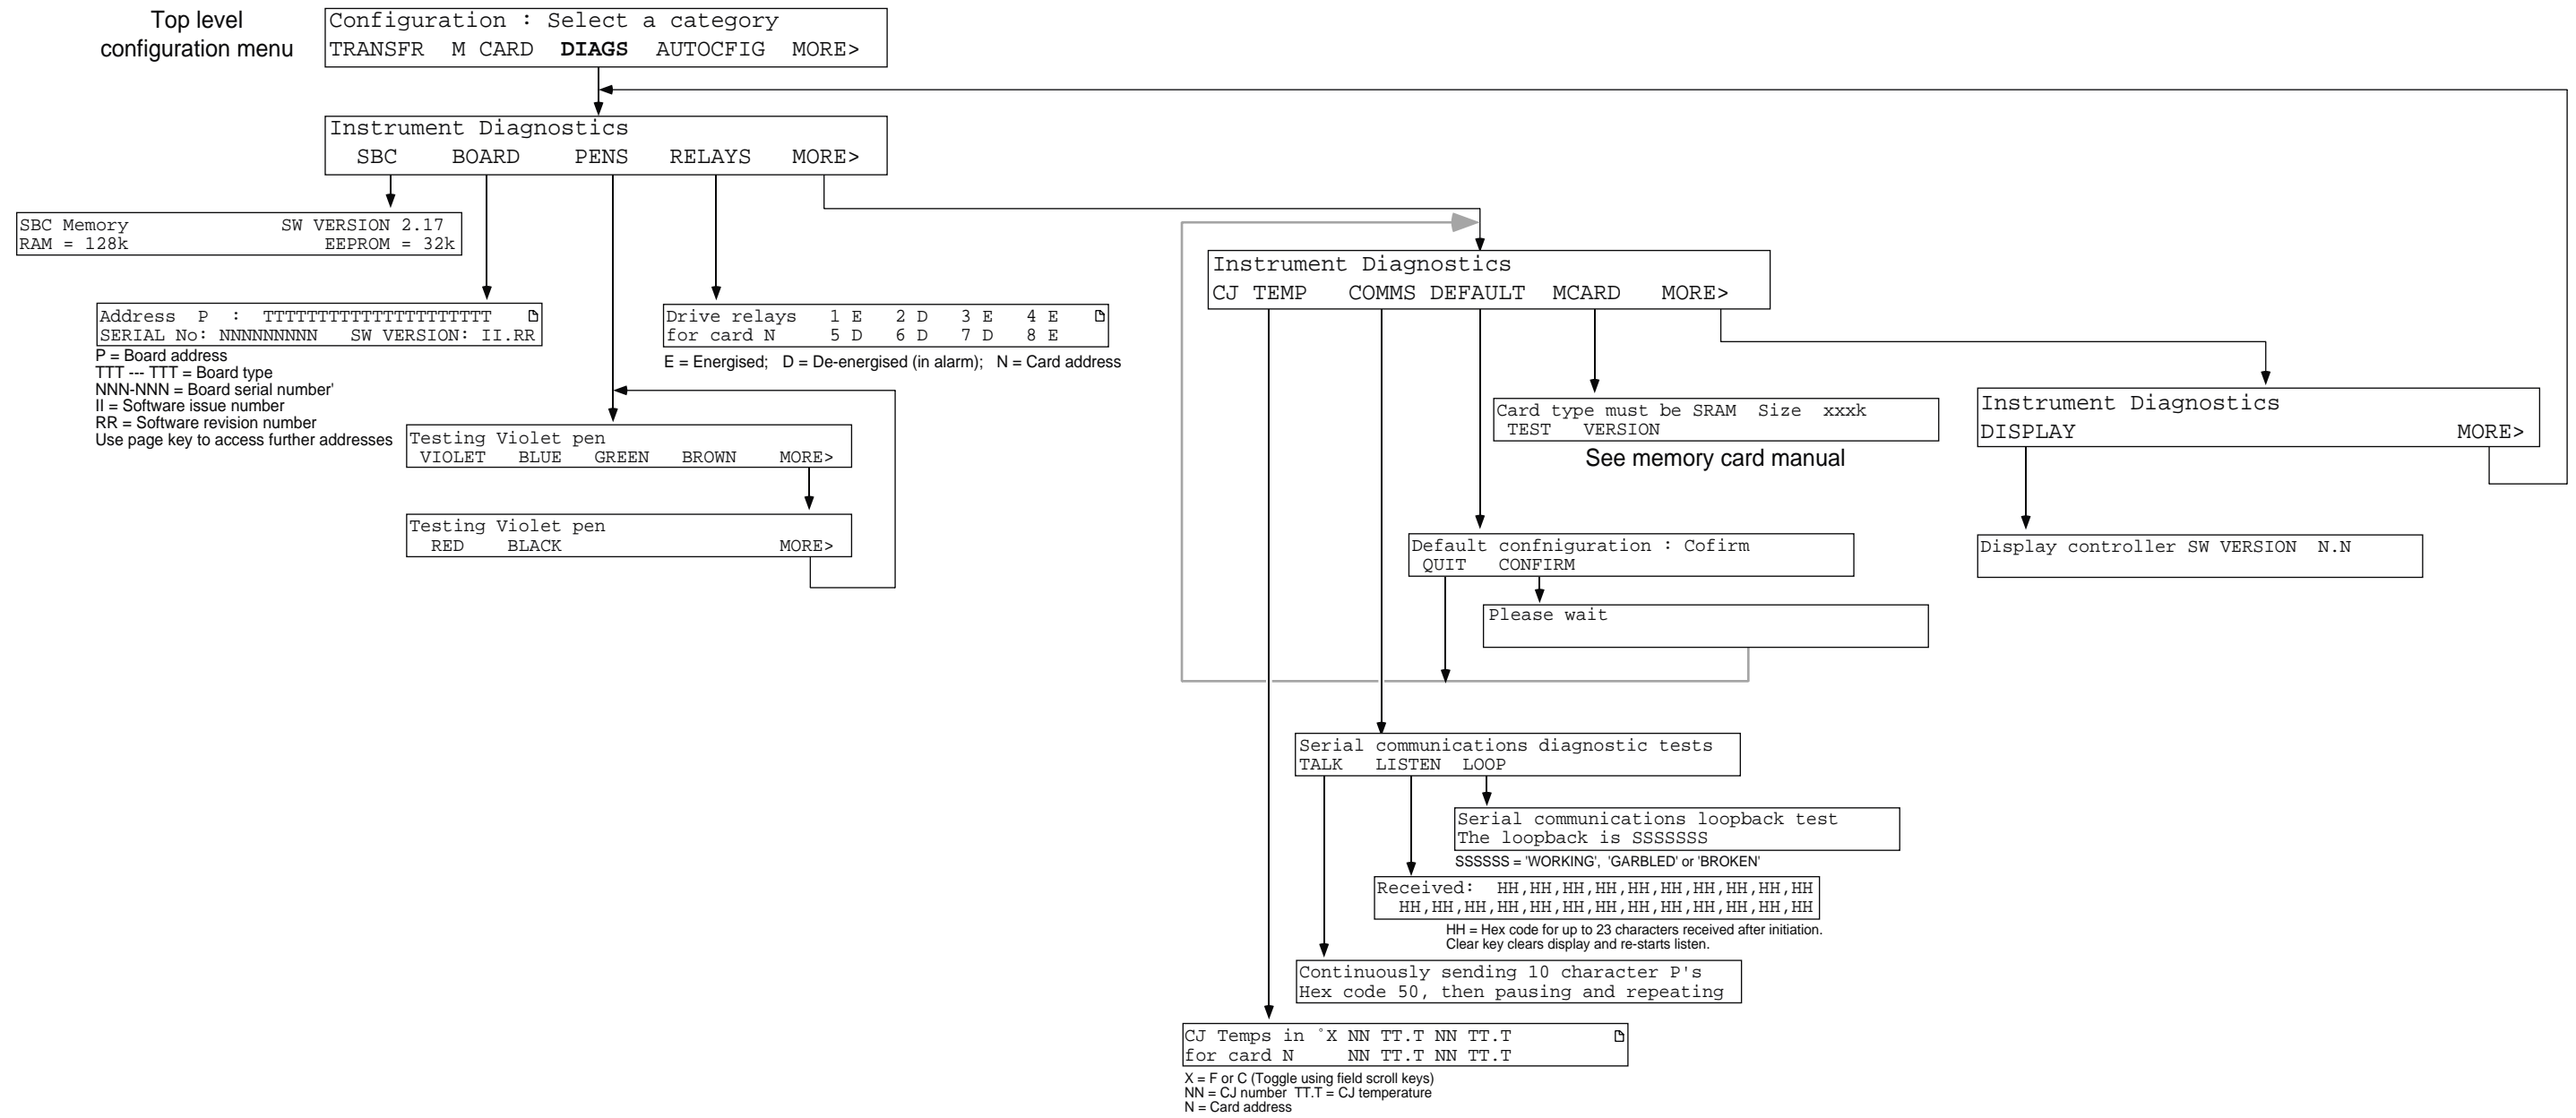 Top level
configuration menu
Configuration : Select a category
TRANSFR M CARD DIAGS AUTOCFIG MORE>
Instrument Diagnostics
SBC BOARD PENS RELAYS MORE>
SBC Memory SW VERSION 2.17
RAM = 128k EEPROM = 32k
Address P : TTTTTTTTTTTTTTTTTTTTT
SERIAL No: NNNNNNNNN SW VERSION: II.RR
P = Board address
TTT --- TTT = Board type
NNN-NNN = Board serial number'
II = Software issue number
RR = Software revision number
Use page key to access further addresses
Drive relays 1 E 2 D 3 E 4 E
for card N 5 D 6 D 7 D 8 E
E = Energised; D = De-energised (in alarm); N = Card address
Testing Violet pen
VIOLET BLUE GREEN BROWN MORE>
Testing Violet pen
RED BLACK MORE>
Instrument Diagnostics
CJ TEMP COMMS DEFAULT MCARD MORE>
Card type must be SRAM Size xxxk
TEST VERSION
See memory card manual
Instrument Diagnostics
DISPLAY MORE>
Display controller SW VERSION N.N
Default confniguration : Cofirm
QUIT CONFIRM
Please wait
Serial communications diagnostic tests
TALK LISTEN LOOP
Serial communications loopback test
The loopback is SSSSSSS
SSSSSS = 'WORKING', 'GARBLED' or 'BROKEN'
Received: HH,HH,HH,HH,HH,HH,HH,HH,HH,HH
HH,HH,HH,HH,HH,HH,HH,HH,HH,HH,HH,HH,HH
HH = Hex code for up to 23 characters received after initiation.
Clear key clears display and re-starts listen.
Continuously sending 10 character P's
Hex code 50, then pausing and repeating
CJ Temps in °X NN TT.T NN TT.T
for card N NN TT.T NN TT.T
X = F or C (Toggle using field scroll keys)
NN = CJ number TT.T = CJ temperature
N = Card address